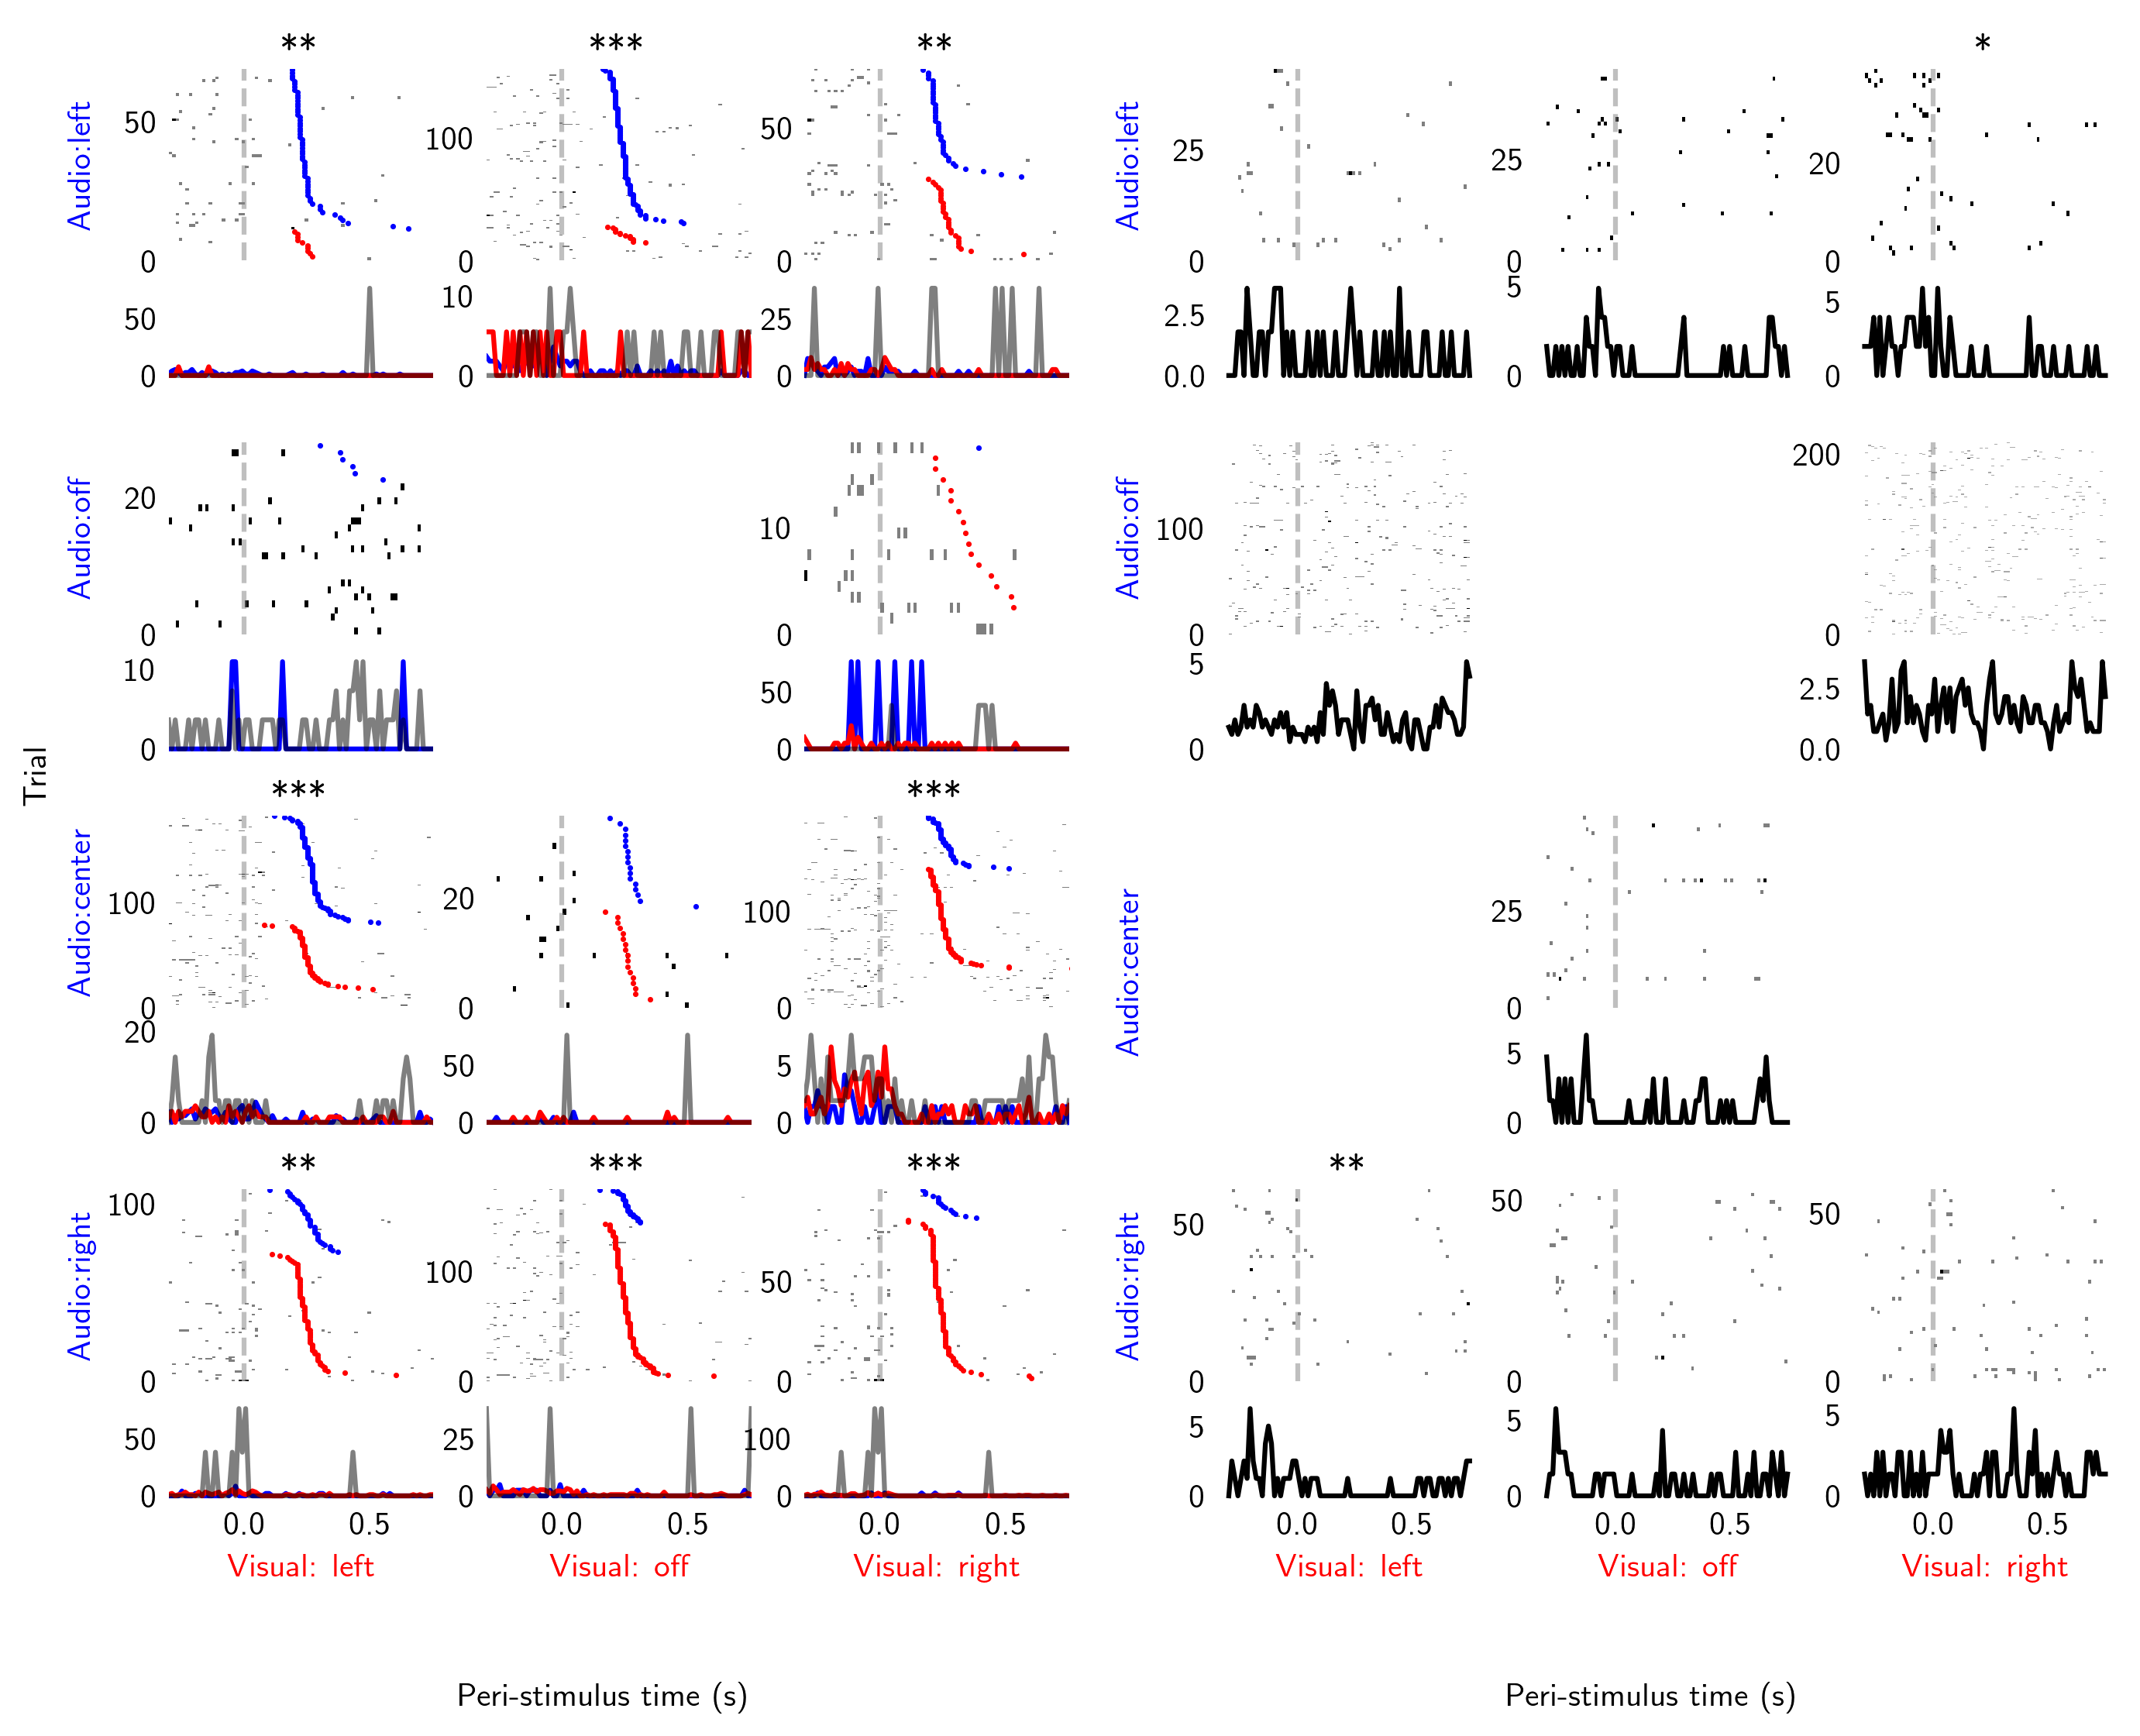 ** *** ** *
Audio:left 50 0 100 0 50 0 Audio:left 25 0 25 0 20 0
50 0 10 0 25 0 2.5 0.0 5 0 5 0
Audio:off 20 0 10 0 Audio:off 100 0 200 0
10 0 50 0 5 0 2.5 0.0
Trial
*** ***
Audio:center 100 0 20 0 100 0 Audio:center 25 0
20 0 50 0 5 0 5 0
** *** *** **
Audio:right 100 0 100 0 50 0 Audio:right 50 0 50 0 50 0
50 0 25 0 100 0 5 0 5 0 5 0
0.0 0.5 0.0 0.5 0.0 0.5 0.0 0.5 0.0 0.5 0.0 0.5
Visual: left Visual: off Visual: right Visual: left Visual: off Visual: right
Peri-stimulus time (s) Peri-stimulus time (s)